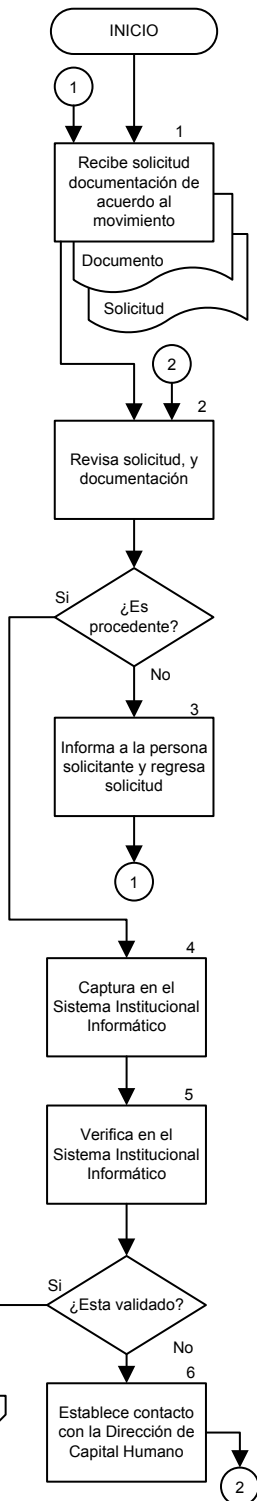 INICIO
1
1
Recibe solicitud
documentación de
acuerdo al
movimiento
Documento
Solicitud
2
2
Revisa solicitud, y
documentación
Si
¿Es
procedente?
No
3
Informa a la persona
solicitante y regresa
solicitud
1
4
Captura en el
Sistema Institucional
Informático
5
Verifica en el
Sistema Institucional
Informático
Si
¿Esta validado?
No
6
Establece contacto
con la Dirección de
Capital Humano
2